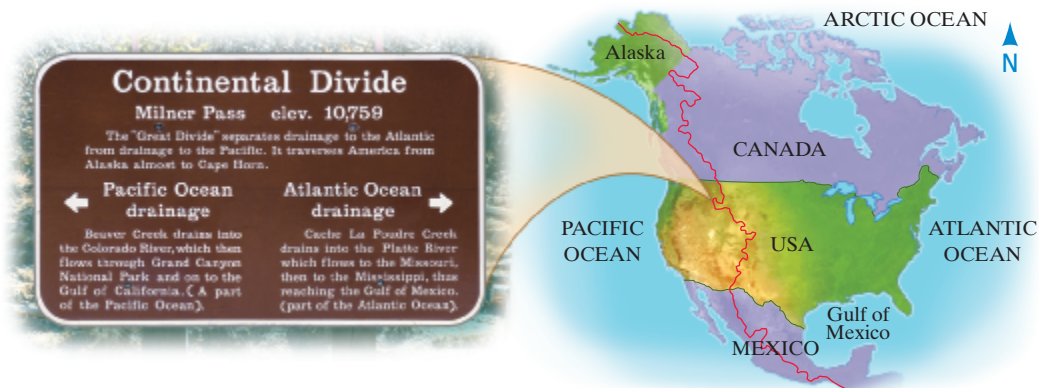 Continental Divide
Milner Pass elev. 10,759
The "Great Divide" separates drainage to the Atlantic
from drainage to the Pacific. It traverses America from
Alaska almost to Cape Horn.
Pacific Ocean
drainage
Beaver Creek drains into
the Colorado River, which then
flows through Grand Canyon
National Park and on to the
Gulf of California. (A part
of the Pacific Ocean).
Atlantic Ocean
drainage
Cache La Poudre Creek
drains into the Platte River
which flows to the Missouri,
then to the Mississippi, thus
reaching the Gulf of Mexico.
(part of the Atlantic Ocean).
ARCTIC OCEAN
Alaska
N
CANADA
PACIFIC
OCEAN
USA
ATLANTIC
OCEAN
Gulf of
Mexico
MEXICO